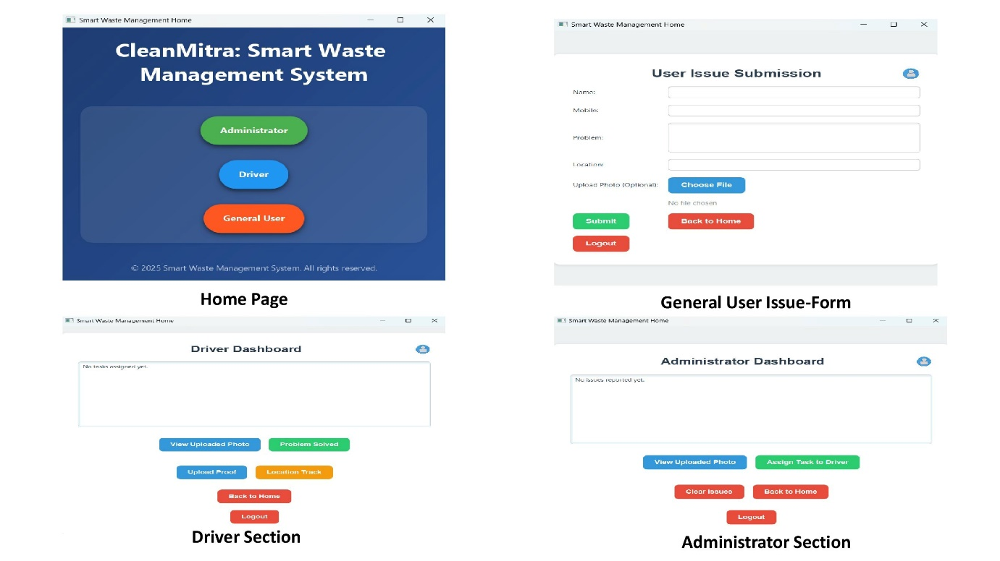 Smart Waste Management Home
CleanMitra: Smart Waste
Management System
Administrator
Driver
General User
© 2025 Smart Waste Management System. All rights reserved.
Home Page
Smart Waste Management Home
User Issue Submission
Name:
Mobile:
Problem:
Location:
Upload Photo (Optional): Choose File
No file chosen
Submit Back to Home
Logout
General User Issue-Form
Smart Waste Management Home
Driver Dashboard
No tasks assigned yet.
View Uploaded Photo Problem Solved
Upload Proof Location Track
Back to Home
Logout
Driver Section
Smart Waste Management Home
Administrator Dashboard
No issues reported yet.
View Uploaded Photo Assign Task to Driver
Clear Issues Back to Home
Logout
Administrator Section